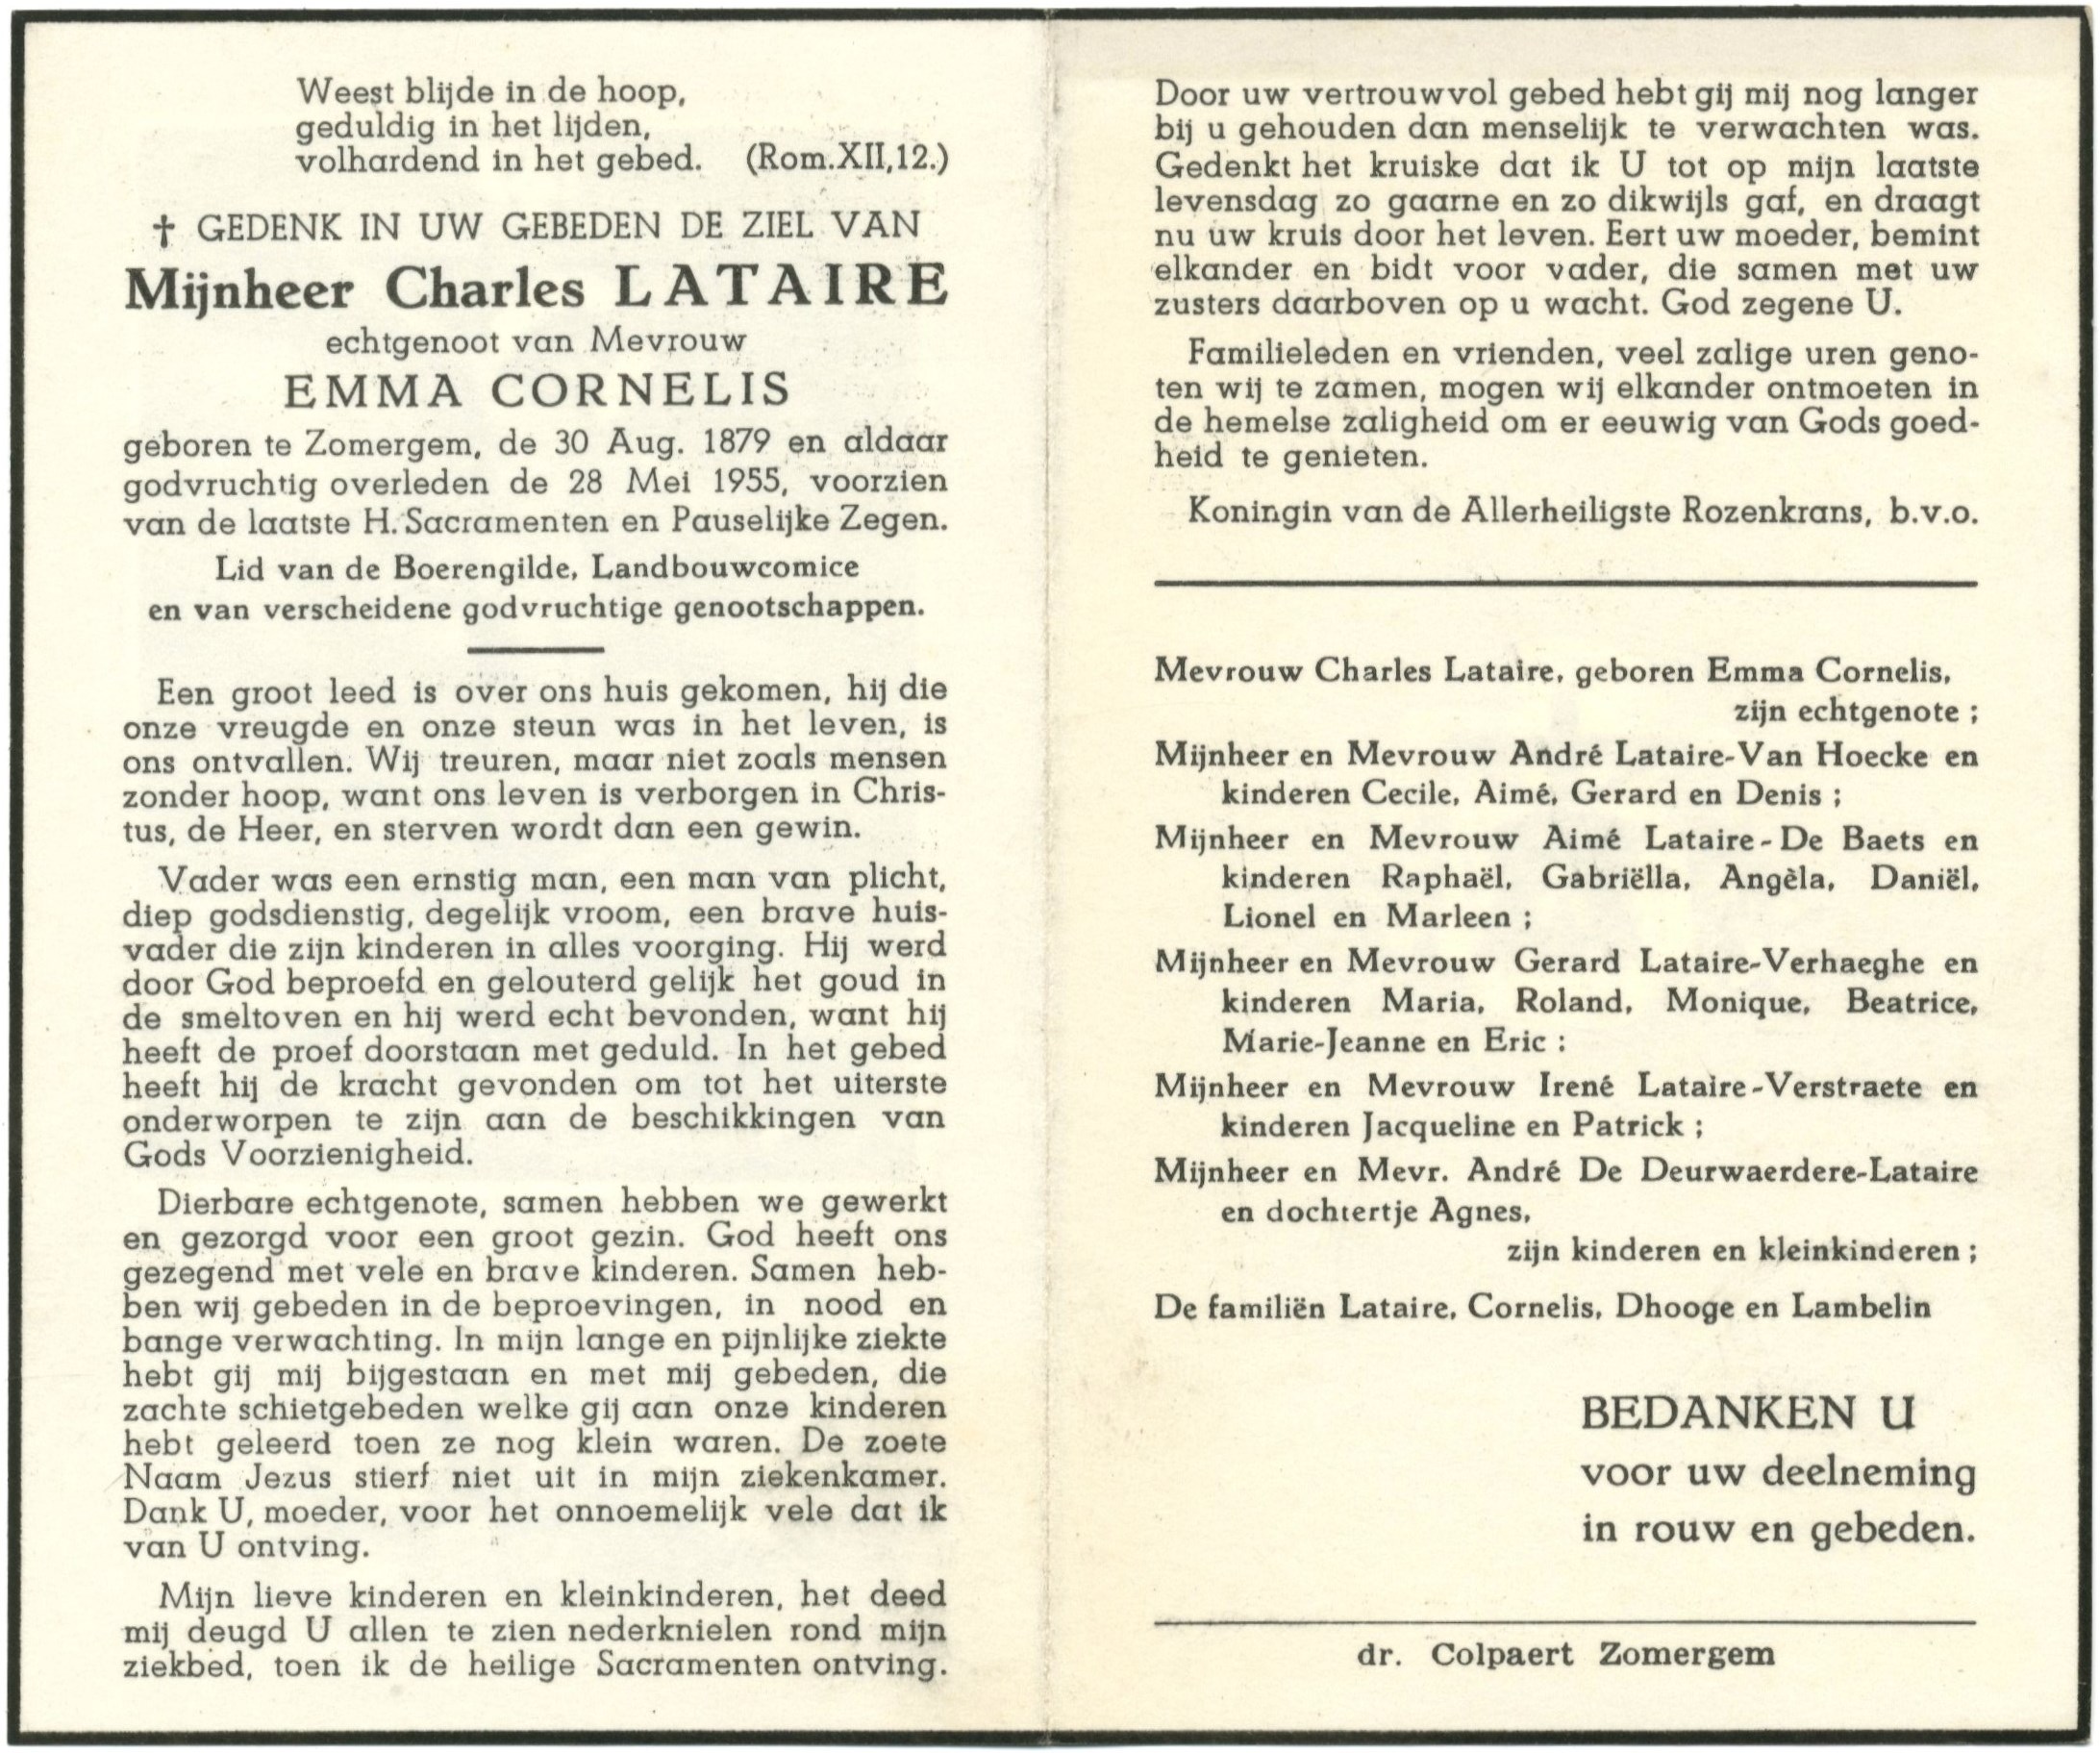 Weest blijde in de hoop,
geduldig in het lijden,
volhardend in het gebed. (Rom.XII,12.)
† GEDENK IN UW GEBEDEN DE ZIEL VAN
Mijnheer Charles LATAIRE
echtgenoot van Mevrouw
EMMA CORNELIS
geboren te Zomergem, de 30 Aug. 1879 en aldaar
godvruchtig overleden de 28 Mei 1955, voorzien
van de laatste H. Sacramenten en Pauselijke Zegen.
Lid van de Boerengilde, Landbouwcomice
en van verscheidene godvruchtige genootschappen.
Een groot leed is over ons huis gekomen, hij die
onze vreugde en onze steun was in het leven, is
ons ontvallen. Wij treuren, maar niet zoals mensen
zonder hoop, want ons leven is verborgen in Chris-
tus, de Heer, en sterven wordt dan een gewin.
Vader was een ernstig man, een man van plicht,
diep godsdienstig, degelijk vroom, een brave huis-
vader die zijn kinderen in alles voorging. Hij werd
door God beproefd en gelouterd gelijk het goud in
de smeltoven en hij werd echt bevonden, want hij
heeft de proef doorstaan met geduld. In het gebed
heeft hij de kracht gevonden om tot het uiterste
onderworpen te zijn aan de beschikkingen van
Gods Voorzienigheid.
Dierbare echtgenote, samen hebben we gewerkt
en gezorgd voor een groot gezin. God heeft ons
gezegend met vele en brave kinderen. Samen heb-
ben wij gebeden in de beproevingen, in nood en
bange verwachting. In mijn lange en pijnlijke ziekte
hebt gij mij bijgestaan en met mij gebeden, die
zachte schietgebeden welke gij aan onze kinderen
hebt geleerd toen ze nog klein waren. De zoete
Naam Jezus stierf niet uit in mijn ziekenkamer.
Dank U, moeder, voor het onnoemelijk vele dat ik
van U ontving.
Mijn lieve kinderen en kleinkinderen, het deed
mij deugd U allen te zien nederknielen rond mijn
ziekbed, toen ik de heilige Sacramenten ontving.
Door uw vertrouwvol gebed hebt gij mij nog langer
bij u gehouden dan menselijk te verwachten was.
Gedenkt het kruiske dat ik U tot op mijn laatste
levensdag zo gaarne en zo dikwijls gaf, en draagt
nu uw kruis door het leven. Eert uw moeder, bemint
elkander en bidt voor vader, die samen met uw
zusters daarboven op u wacht. God zegene U.
Familieleden en vrienden, veel zalige uren geno-
ten wij te zamen, mogen wij elkander ontmoeten in
de hemelse zaligheid om er eeuwig van Gods goed-
heid te genieten.
Koningin van de Allerheiligste Rozenkrans, b.v.o.
Mevrouw Charles Lataire, geboren Emma Cornelis,
zijn echtgenote ;
Mijnheer en Mevrouw André Lataire-Van Hoecke en
kinderen Cecile, Aimé, Gerard en Denis ;
Mijnheer en Mevrouw Aimé Lataire-De Baets en
kinderen Raphaël, Gabriëlla, Angèla, Daniël,
Lionel en Marleen ;
Mijnheer en Mevrouw Gerard Lataire-Verhaeghe en
kinderen Maria, Roland, Monique, Beatrice,
Marie-Jeanne en Eric :
Mijnheer en Mevrouw Irené Lataire-Verstraete en
kinderen Jacqueline en Patrick ;
Mijnheer en Mevr. André De Deurwaerdere-Lataire
en dochtertje Agnes,
zijn kinderen en kleinkinderen ;
De familiën Lataire, Cornelis, Dhooge en Lambelin
BEDANKEN U
voor uw deelneming
in rouw en gebeden.
dr. Colpaert Zomergem